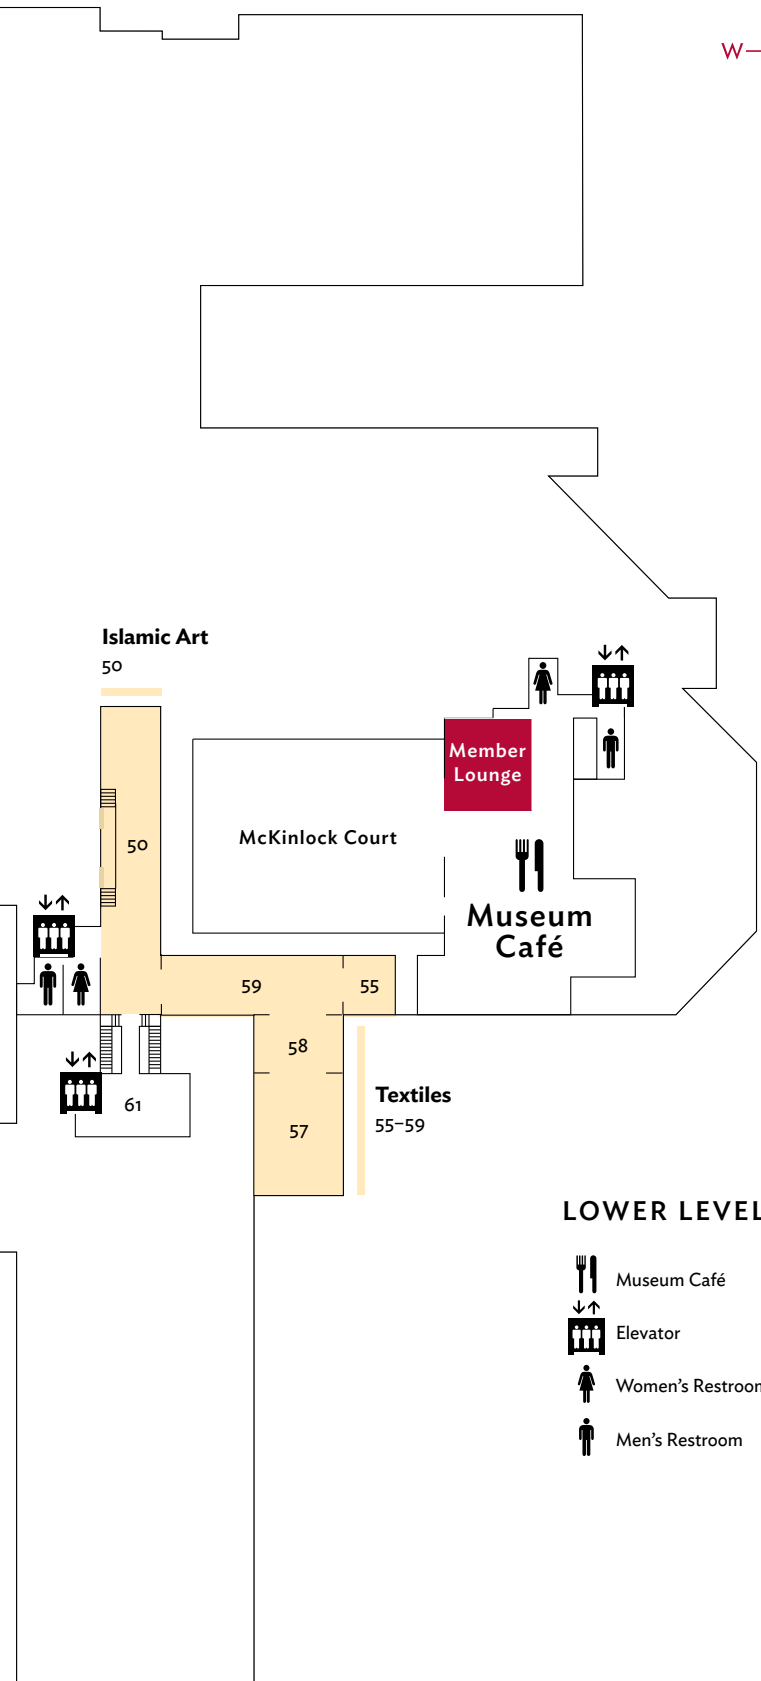 W
Islamic Art
50
Member
Lounge
McKinlock Court
50
Museum
Café
59
55
58
61
57
Textiles
55–59
LOWER LEVEL
Museum Café
Elevator
Women's Restroom
Men's Restroom